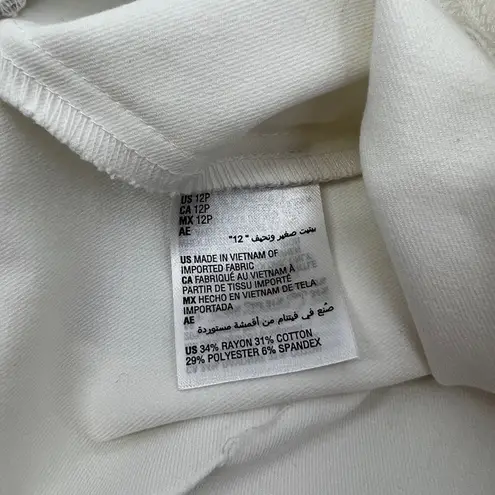 US 12P
CA 12P
MX 12P
AE
بيتيت صغير ونحيف " 12"
US MADE IN VIETNAM OF
IMPORTED FABRIC
CA FABRIQUÉ AU VIETNAM À
PARTIR DE TISSU IMPORTÉ
MX HECHO EN VIETNAM DE TELA
IMPORTADA
AE
صُنع في فيتنام من أقمشة مستوردة
US 34% RAYON 31% COTTON
29% POLYESTER 6% SPANDEX